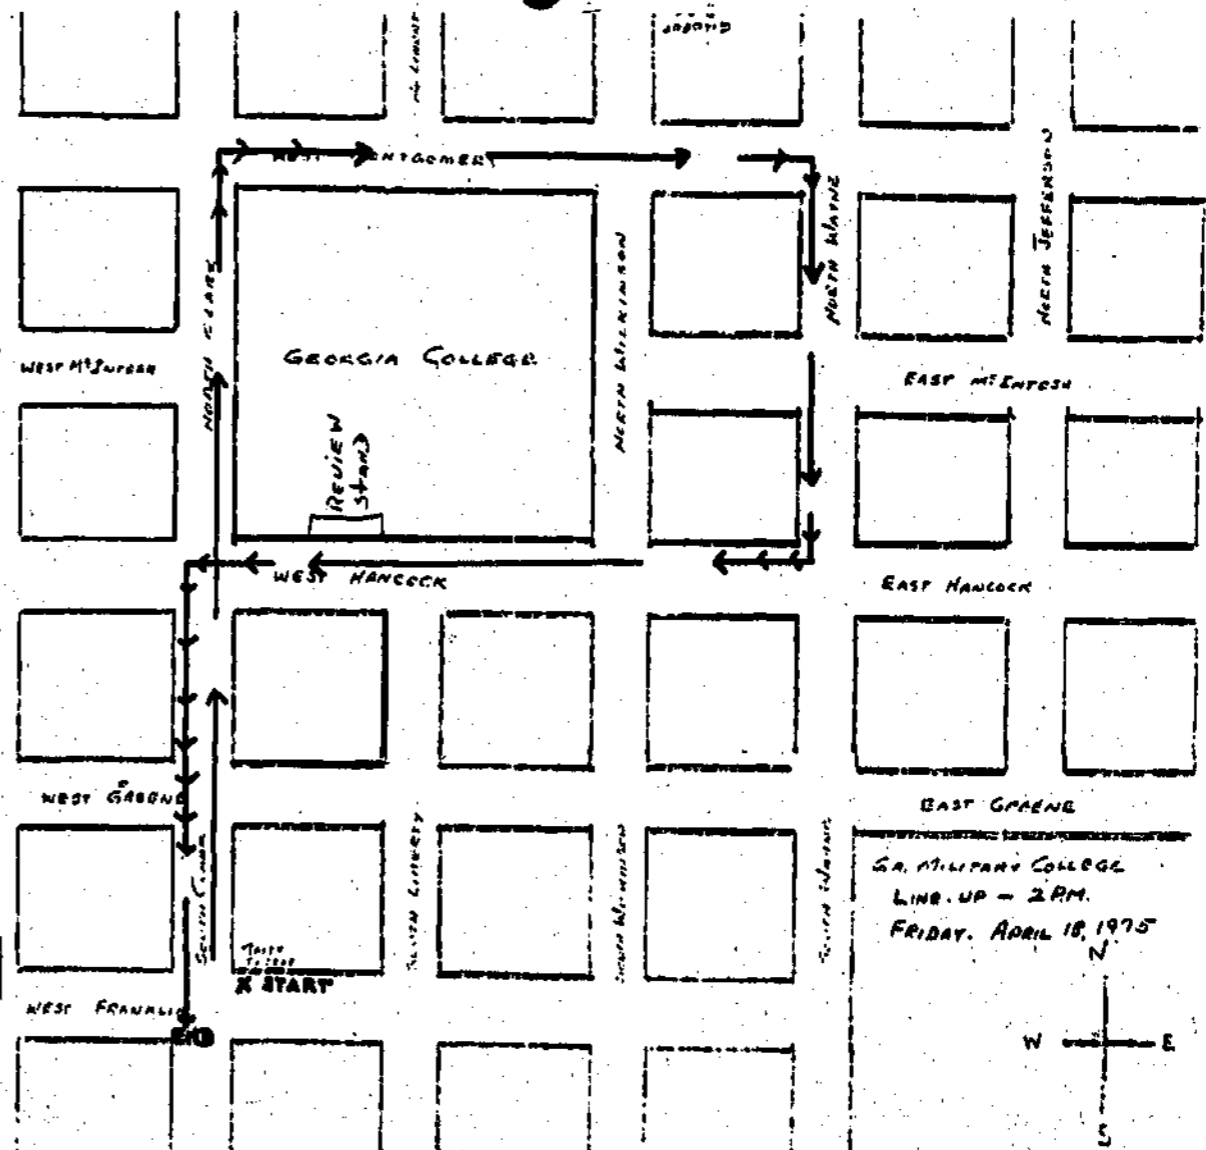 WEST MONTGOMERY
NORTH CLARK
NORTH WILKINSON
NORTH WAYNE
NORTH JEFFERSON
GEORGIA COLLEGE
WEST McINTOSH
EAST McINTOSH
REVIEW
STAND
WEST HANCOCK
EAST HANCOCK
WEST GREENE
EAST GREENE
SOUTH CLARK
SOUTH LIBERTY
SOUTH WILKINSON
SOUTH WAYNE
GA. MILITARY COLLEGE
LINE-UP - 2 P.M.
FRIDAY. APRIL 18, 1975
X START
WEST FRANKLIN
END
N
W E
S